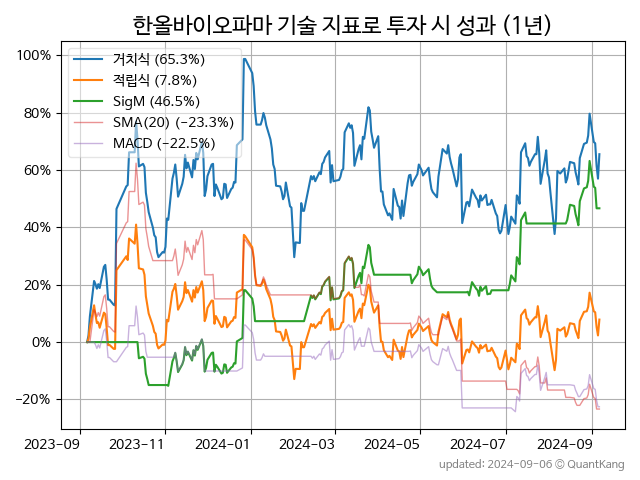 한올바이오파마 기술 지표로 투자 시 성과 (1년)
거치식 (65.3%)
적립식 (7.8%)
SigM (46.5%)
SMA(20) (−23.3%)
MACD (−22.5%)
100%
80%
60%
40%
20%
0%
−20%
2023−09 2023−11 2024−01 2024−03 2024−05 2024−07 2024−09
updated: 2024−09−06 © QuantKang